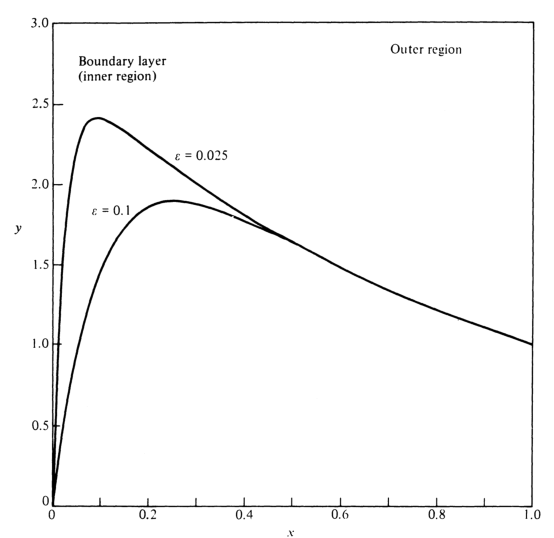 3.0
Boundary layer
(inner region)
Outer region
2.5
ε = 0.025
2.0
ε = 0.1
y
1.5
1.0
0.5
0
0 0.2 0.4 0.6 0.8 1.0
x